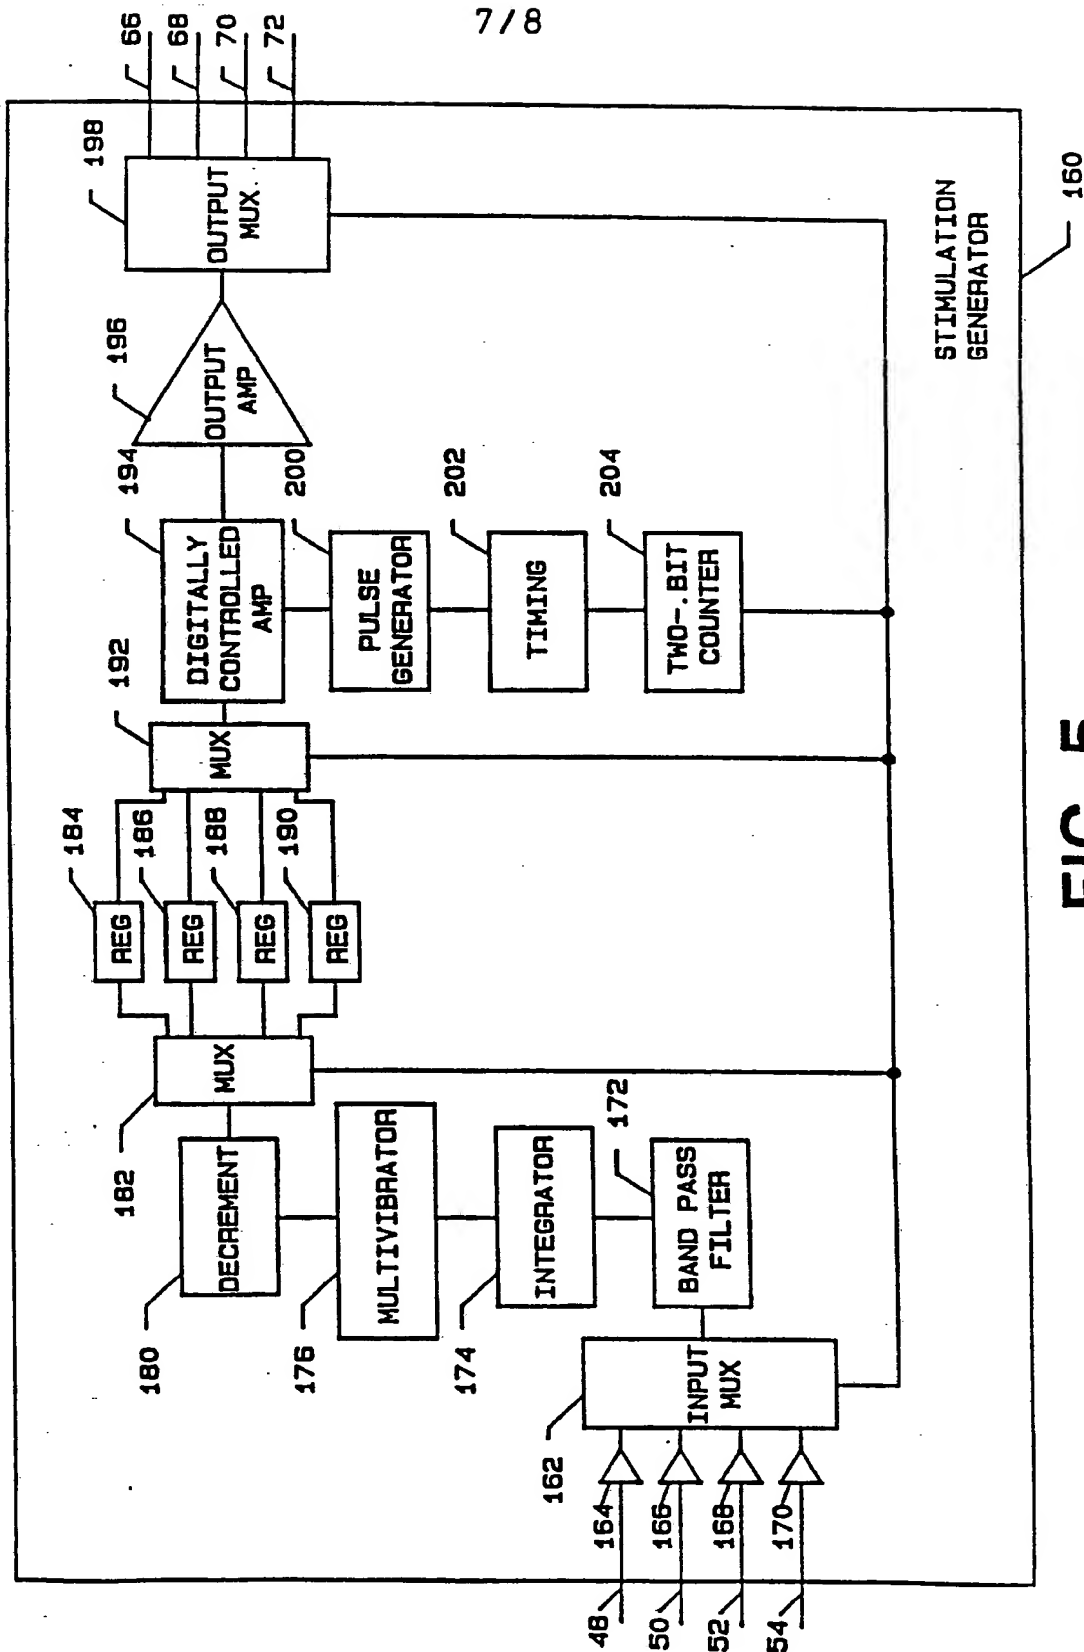 7/8
198
66
68
70
72
OUTPUT
MUX
196
OUTPUT
AMP
194
DIGITALLY
CONTROLLED
AMP
200
PULSE
GENERATOR
202
TIMING
204
TWO-.BIT
COUNTER
192
MUX
184
186
188
190
REG
REG
REG
REG
182
MUX
180
DECREMENT
176
MULTIVIBRATOR
174
INTEGRATOR
172
BAND PASS
FILTER
162
INPUT
MUX
164
166
168
170
48
50
52
54
STIMULATION
GENERATOR
160
FIG. 5